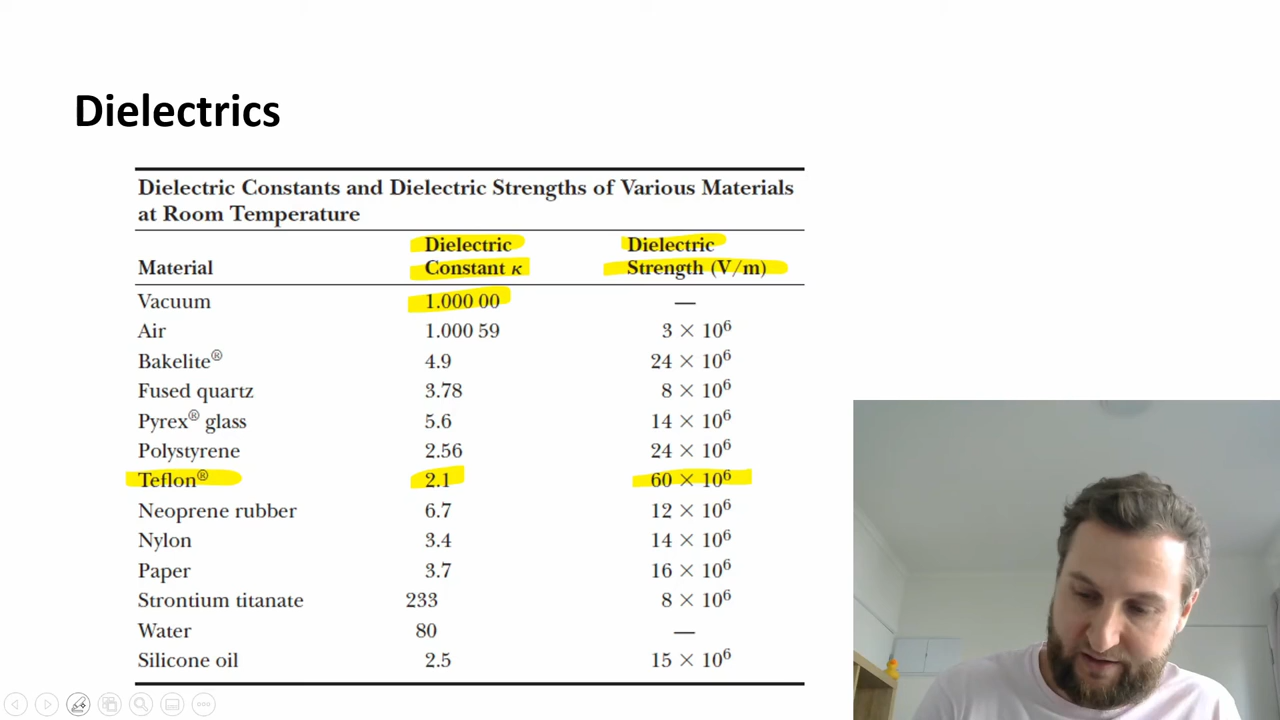 Dielectrics
Dielectric Constants and Dielectric Strengths of Various Materials
at Room Temperature
Material Dielectric Constant κ Dielectric Strength (V/m)
Vacuum 1.000 00 —
Air 1.000 59 3 × 10⁶
Bakelite® 4.9 24 × 10⁶
Fused quartz 3.78 8 × 10⁶
Pyrex® glass 5.6 14 × 10⁶
Polystyrene 2.56 24 × 10⁶
Teflon® 2.1 60 × 10⁶
Neoprene rubber 6.7 12 × 10⁶
Nylon 3.4 14 × 10⁶
Paper 3.7 16 × 10⁶
Strontium titanate 233 8 × 10⁶
Water 80 —
Silicone oil 2.5 15 × 10⁶